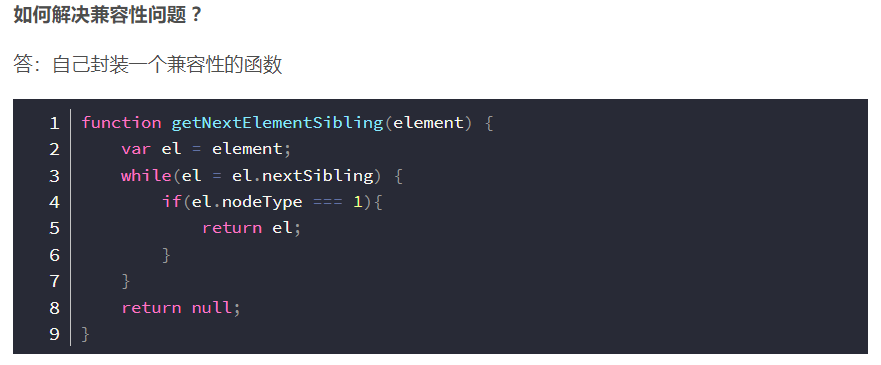 如何解决兼容性问题？
答：自己封装一个兼容性的函数
1 function getNextElementSibling(element) {
2     var el = element;
3     while(el = el.nextSibling) {
4         if(el.nodeType === 1){
5             return el;
6         }
7     }
8     return null;
9 }